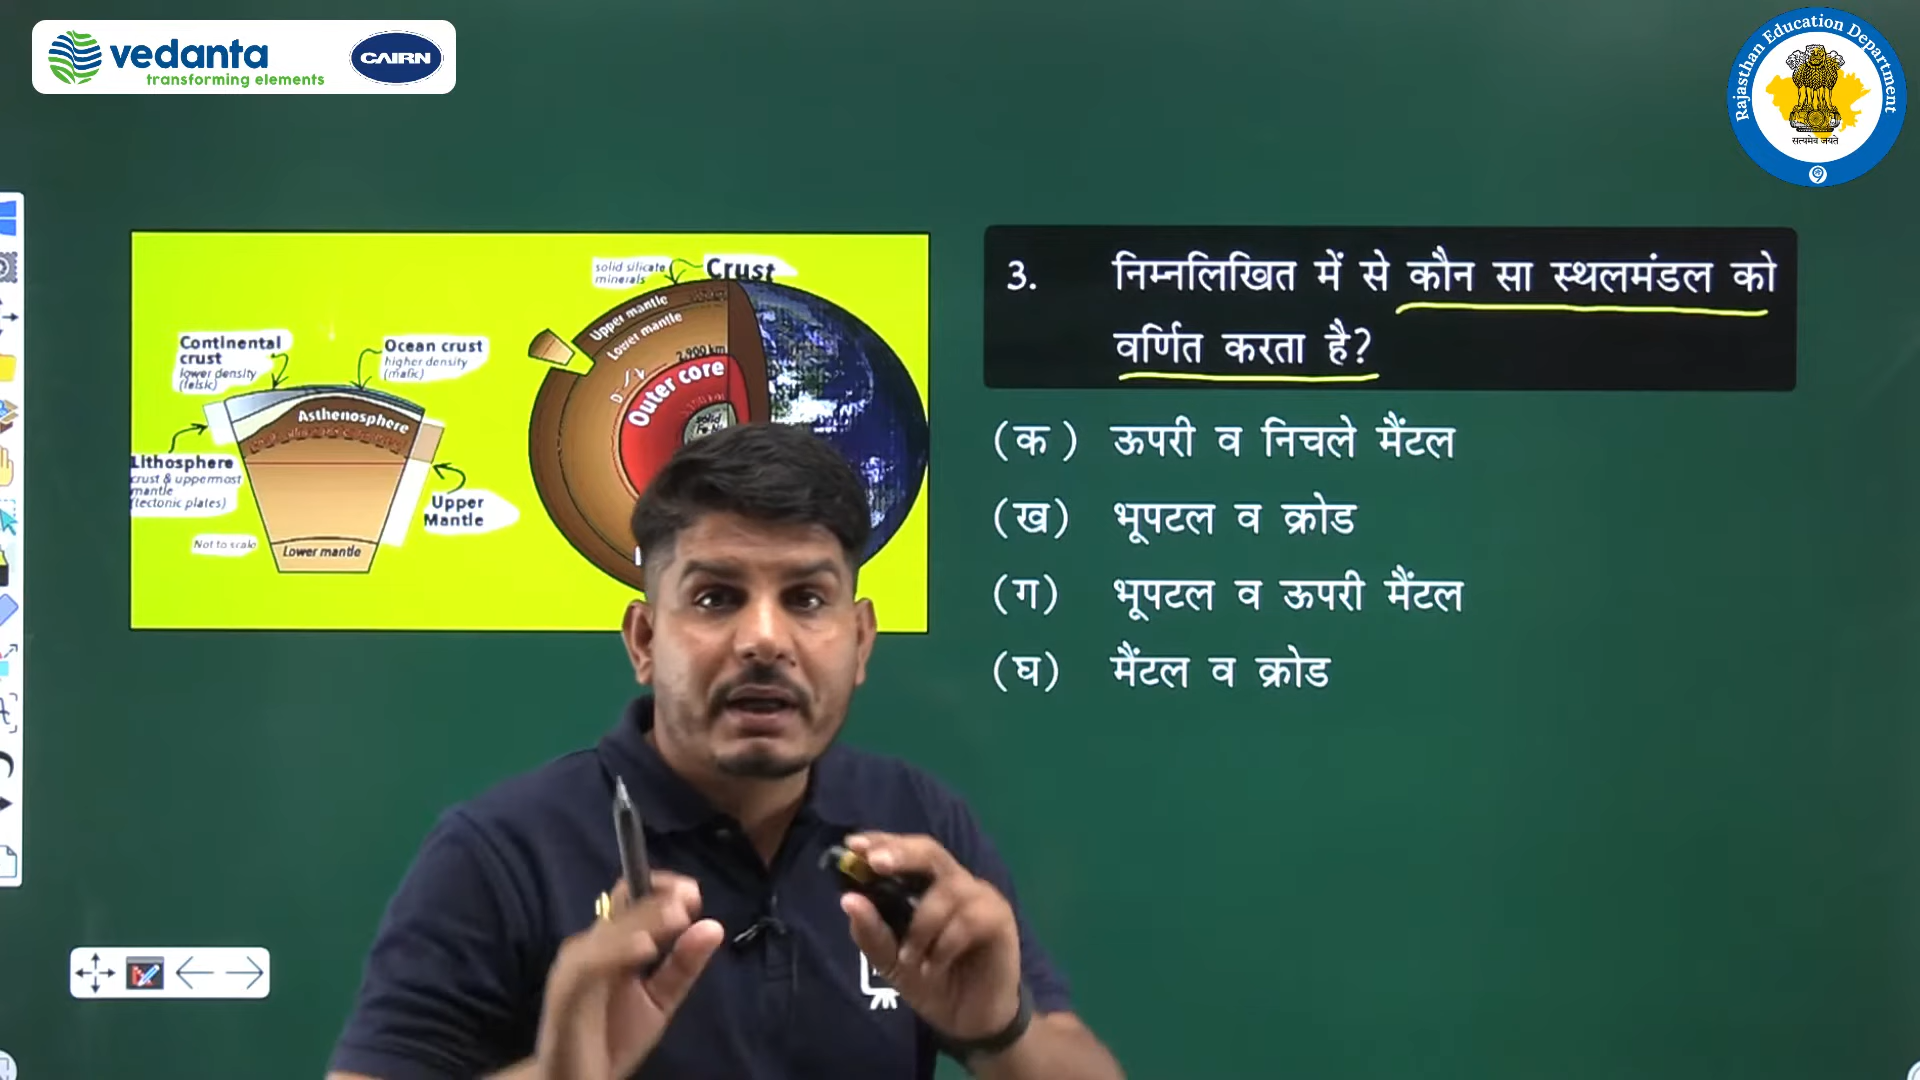 vedanta
transforming elements
CAIRN
Rajasthan Education Department
सत्यमेव जयते
3. निम्नलिखित में से कौन सा स्थलमंडल को
वर्णित करता है?
(क) ऊपरी व निचले मैंटल
(ख) भूपटल व क्रोड
(ग) भूपटल व ऊपरी मैंटल
(घ) मैंटल व क्रोड
solid silicate
minerals
Crust
Upper mantle
Lower mantle
2,900 km
Outer core
Continental
crust
lower density
(felsic)
Ocean crust
higher density
(mafic)
Asthenosphere
Lithosphere
crust & uppermost
mantle
(tectonic plates)
Upper
Mantle
Not to scale
Lower mantle